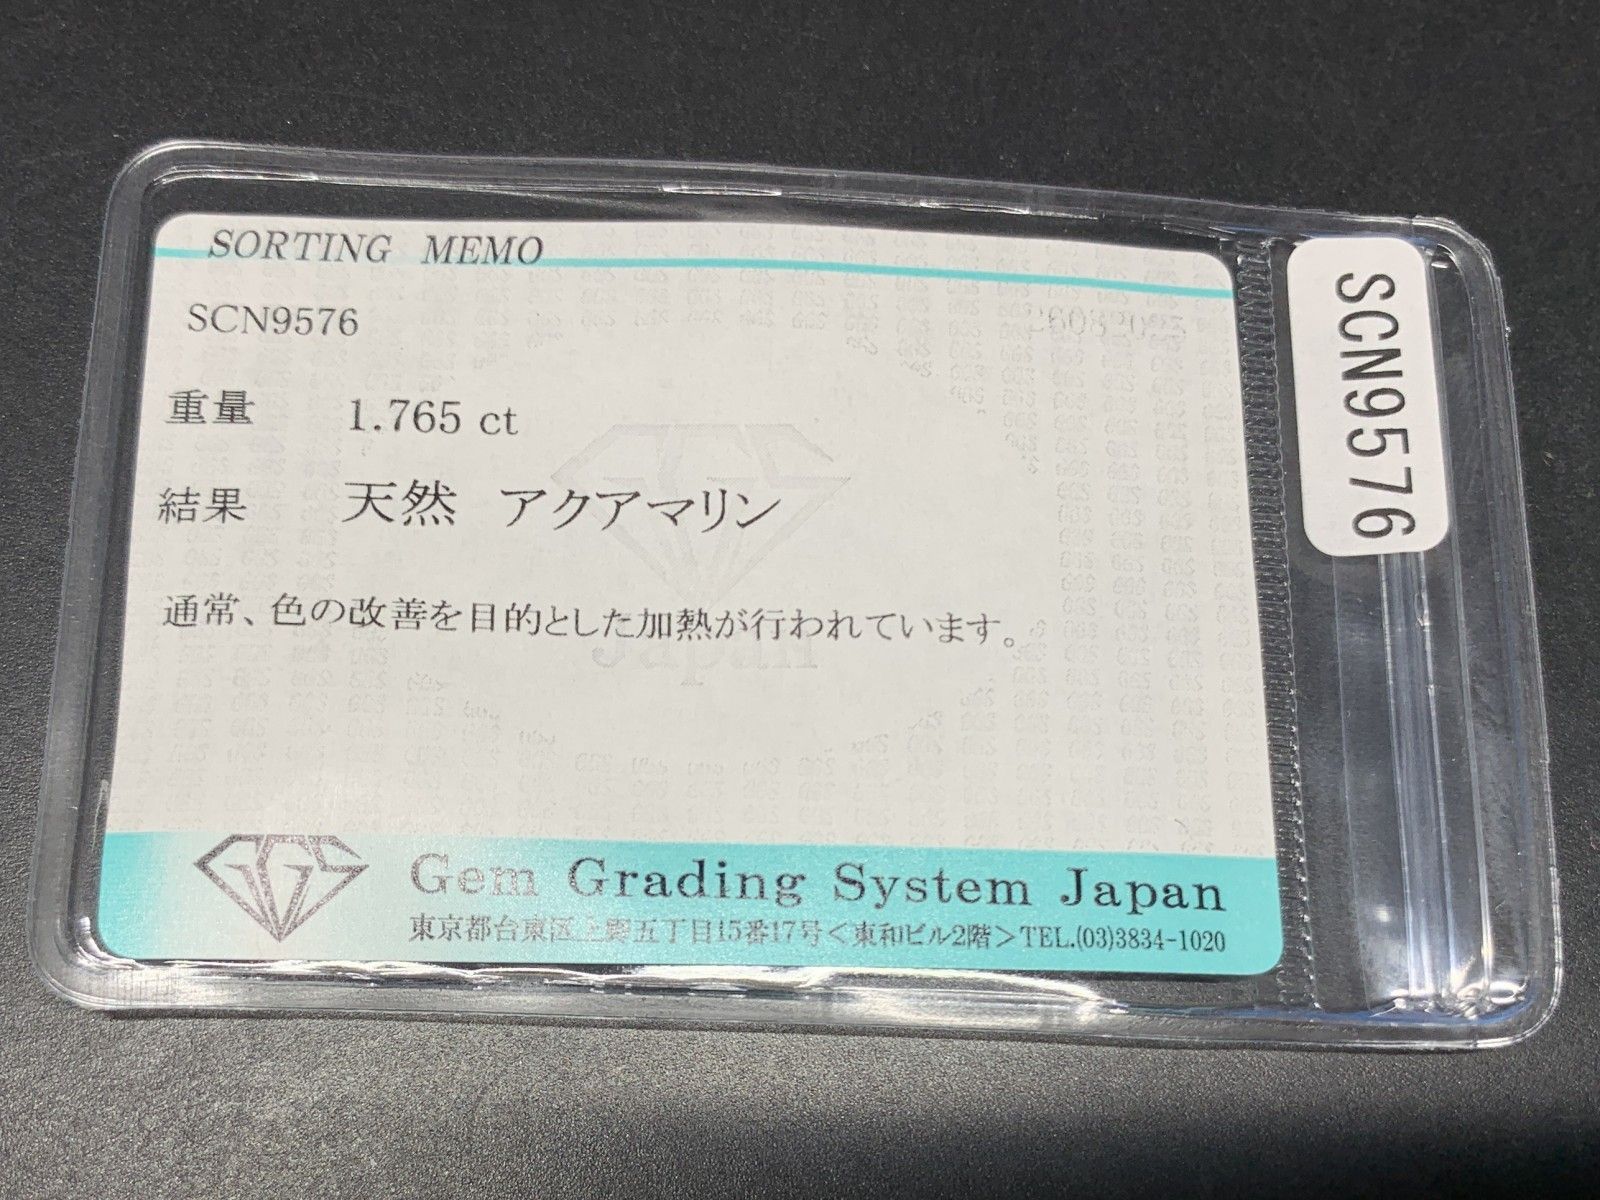 SORTING MEMO
SCN9576
重量 1.765 ct
結果 天然 アクアマリン
通常、色の改善を目的とした加熱が行われています。
Japan
GGS
Gem Grading System Japan
東京都台東区上野五丁目15番17号＜東和ビル2階＞TEL.(03)3834-1020
SCN9576